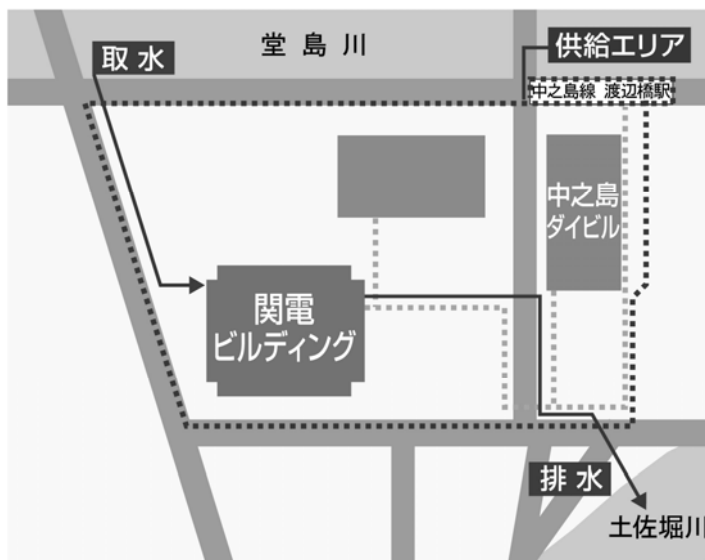 堂島川
取水
供給エリア
中之島線 渡辺橋駅
中之島
ダイビル
関電
ビルディング
排水
土佐堀川